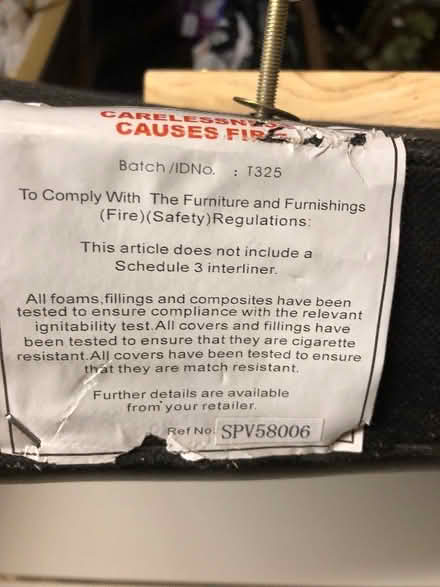 CARELESSNESS
CAUSES FIRE
Batch/IDNo. : T325
To Comply With The Furniture and Furnishings
(Fire)(Safety)Regulations:
This article does not include a
Schedule 3 interliner.
All foams,fillings and composites have been
tested to ensure compliance with the relevant
ignitability test.All covers and fillings have
been tested to ensure that they are cigarette
resistant.All covers have been tested to ensure
that they are match resistant.
Further details are available
from your retailer.
Ref No: SPV58006